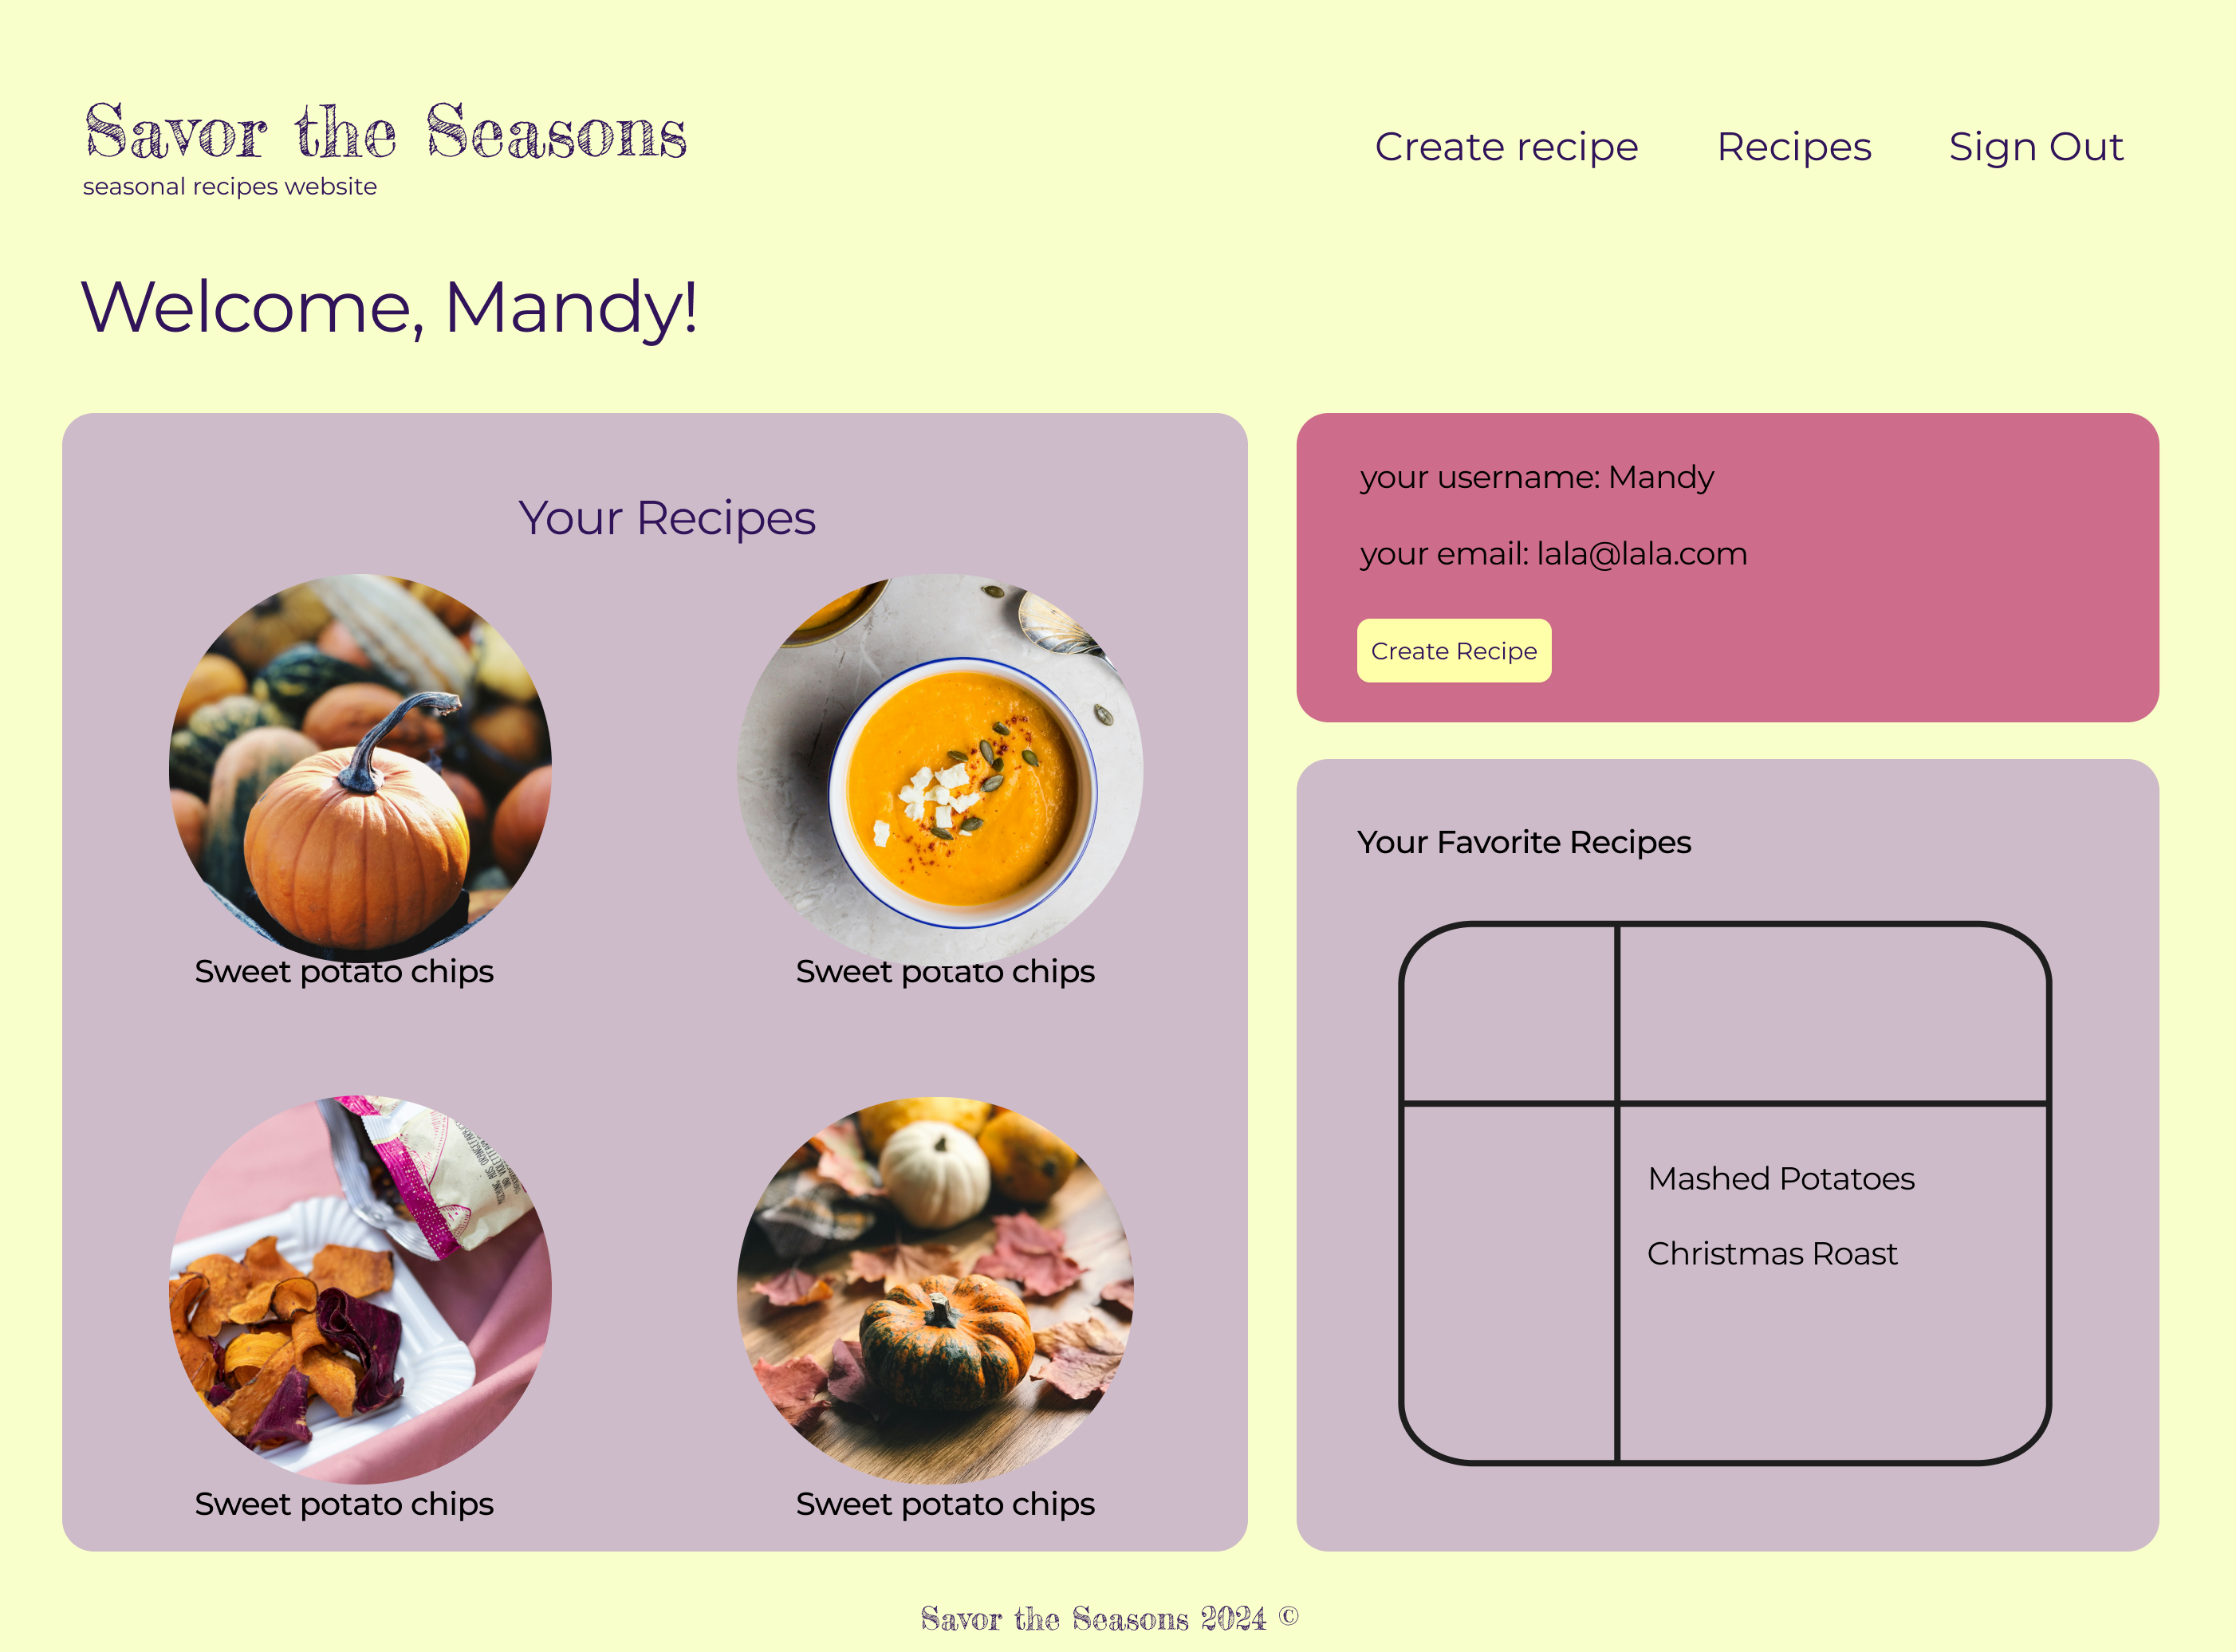 Savor the Seasons
seasonal recipes website
Create recipe
Recipes
Sign Out
Welcome, Mandy!
Your Recipes
Sweet potato chips
Sweet potato chips
Sweet potato chips
Sweet potato chips
your username: Mandy
your email: lala@lala.com
Create Recipe
Your Favorite Recipes
Mashed Potatoes
Christmas Roast
Savor the Seasons 2024 ©